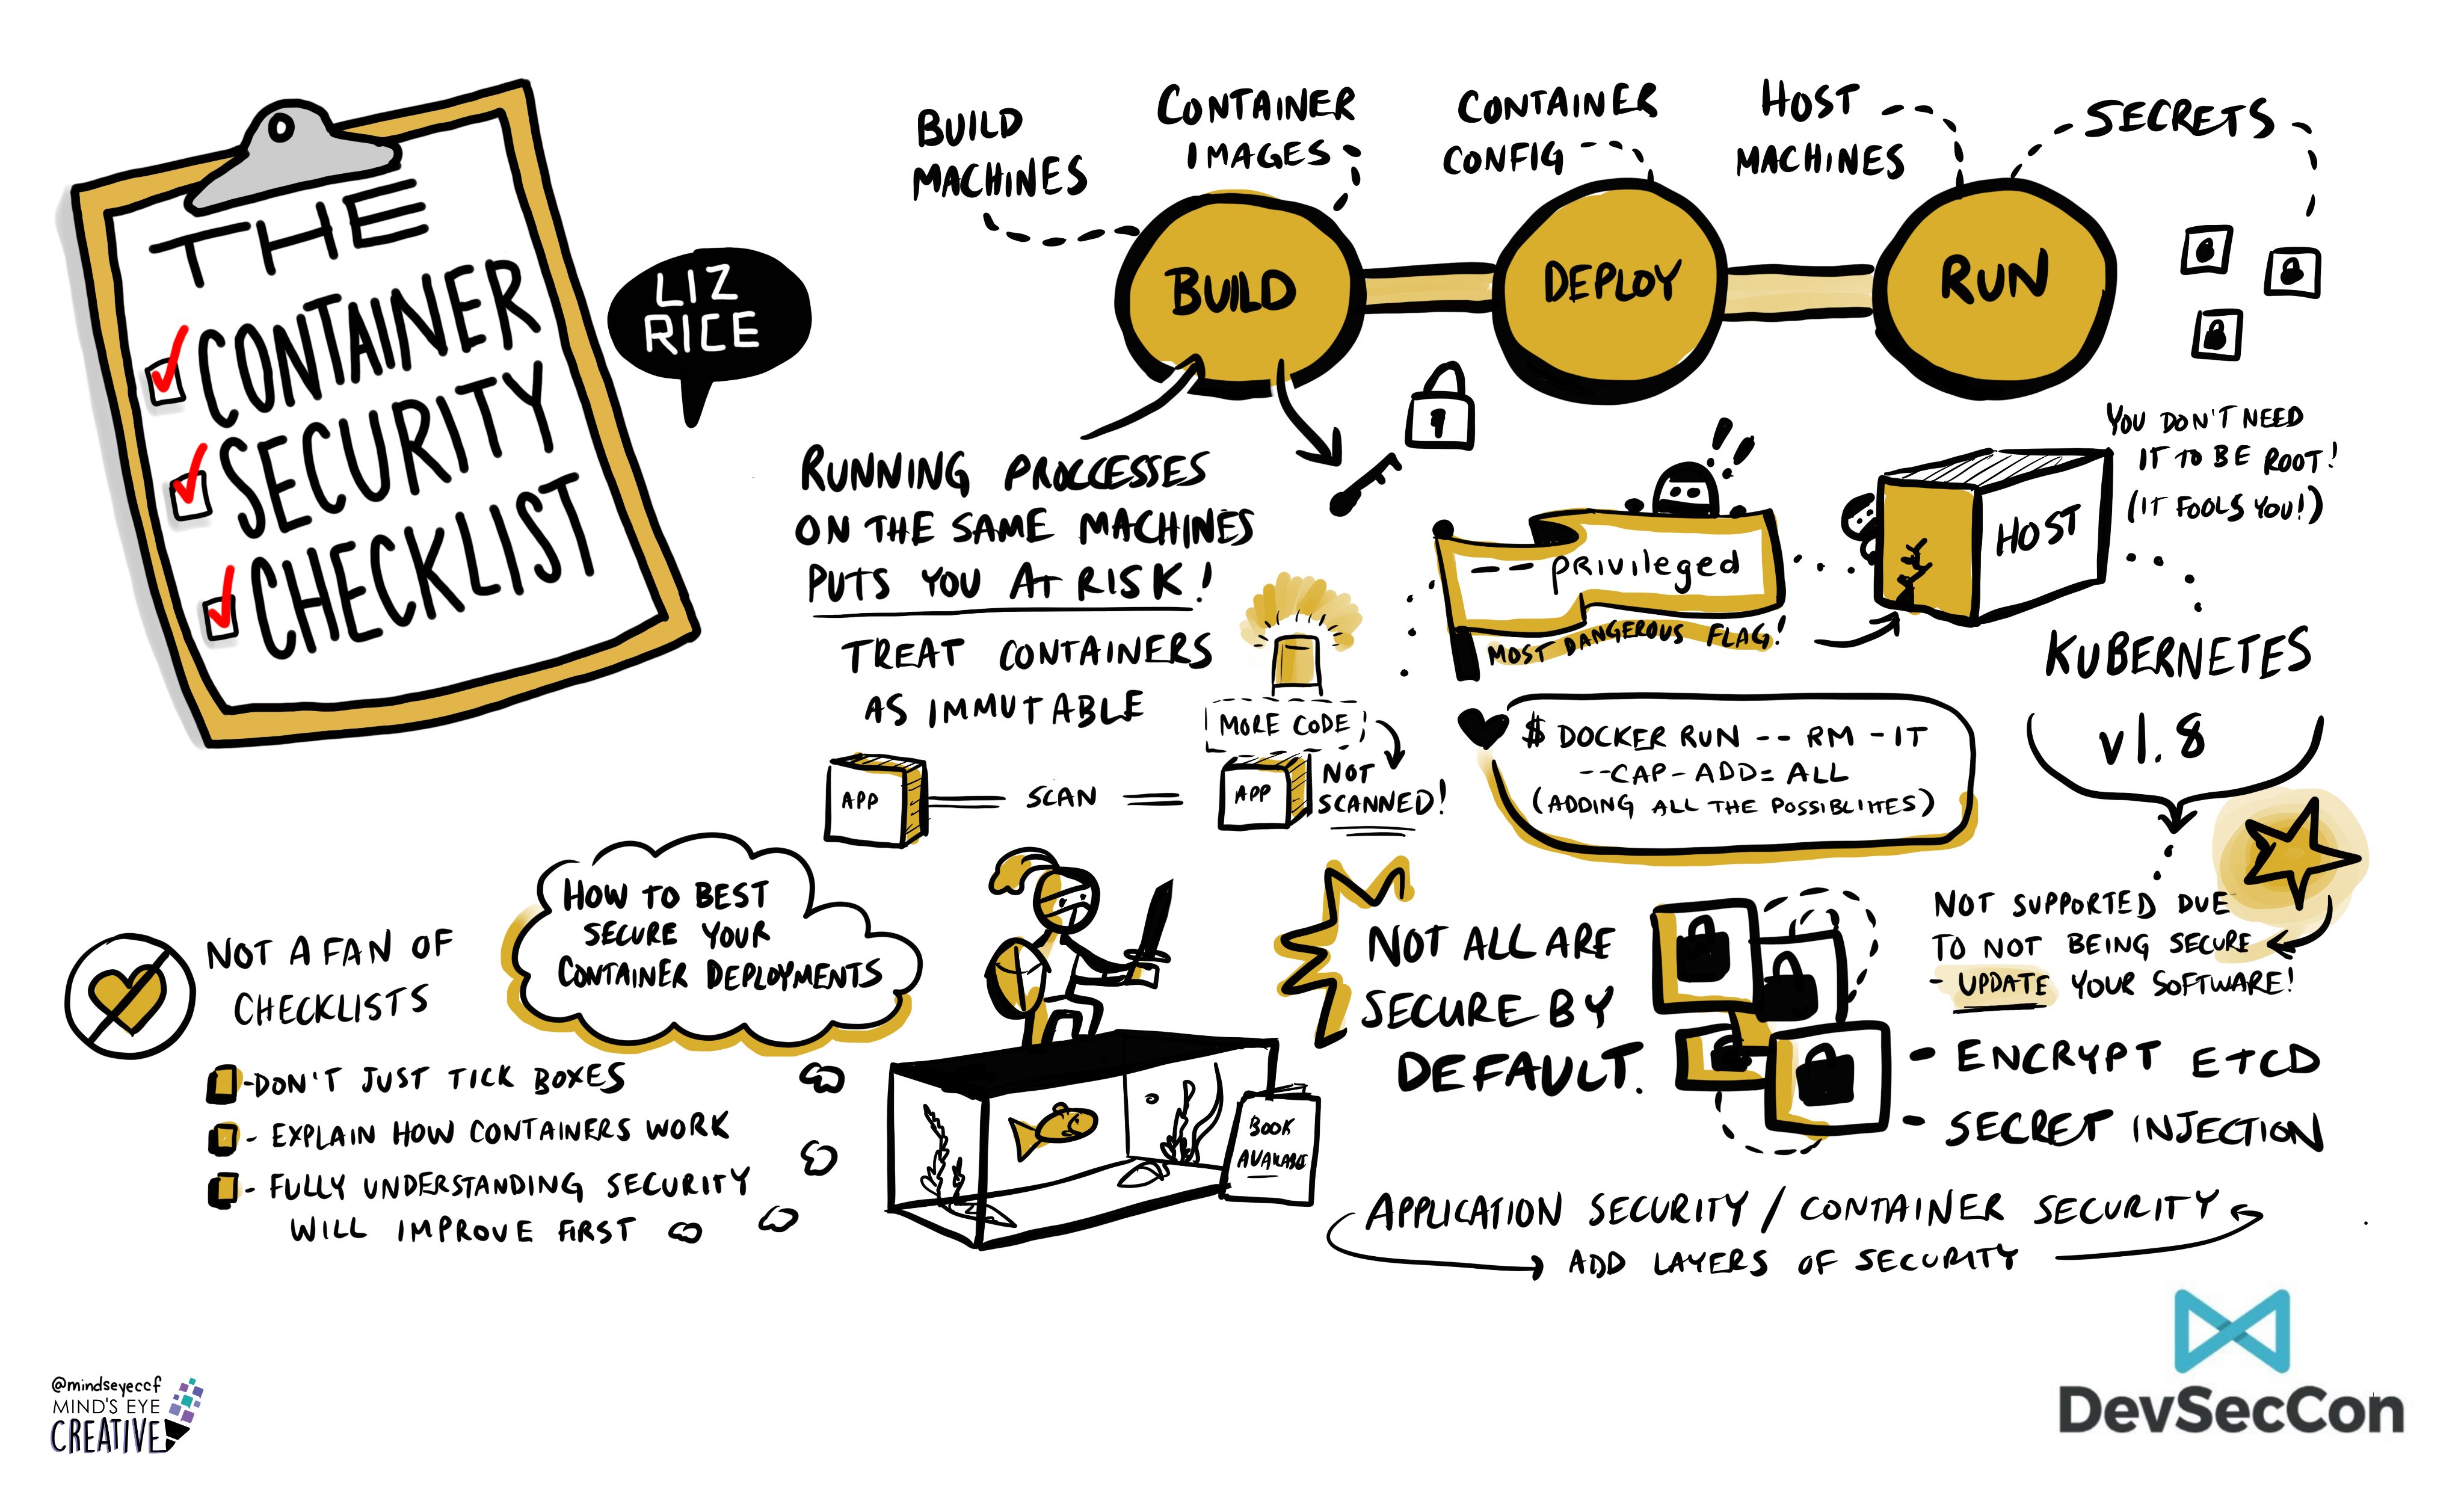 THE
CONTAINER
SECURITY
CHECKLIST
LIZ
RICE
BUILD
MACHINES
CONTAINER
IMAGES
CONTAINER
CONFIG
HOST
MACHINES
SECRETS
BUILD
DEPLOY
RUN
RUNNING PROCCESSES
ON THE SAME MACHINES
PUTS YOU AT RISK!
TREAT CONTAINERS
AS IMMUTABLE
APP
SCAN
MORE CODE
APP
NOT
SCANNED!
!!
-- privileged
MOST DANGEROUS FLAG!
HOST
YOU DON'T NEED
IT TO BE ROOT!
(IT FOOLS YOU!)
$ DOCKER RUN -- RM - IT
--CAP-ADD= ALL
(ADDING ALL THE POSSIBLIITES)
KUBERNETES
v1.8
NOT SUPPORTED DUE
TO NOT BEING SECURE
- UPDATE YOUR SOFTWARE!
NOT A FAN OF
CHECKLISTS
- DON'T JUST TICK BOXES
- EXPLAIN HOW CONTAINERS WORK
- FULLY UNDERSTANDING SECURITY
WILL IMPROVE FIRST
HOW TO BEST
SECURE YOUR
CONTAINER DEPLOYMENTS
BOOK
AVAILABLE
NOT ALL ARE
SECURE BY
DEFAULT.
- ENCRYPT ETCD
- SECRET INJECTION
APPLICATION SECURITY / CONTAINER SECURITY
ADD LAYERS OF SECURITY
@mindseyeccf
MIND'S EYE
CREATIVE
DevSecCon